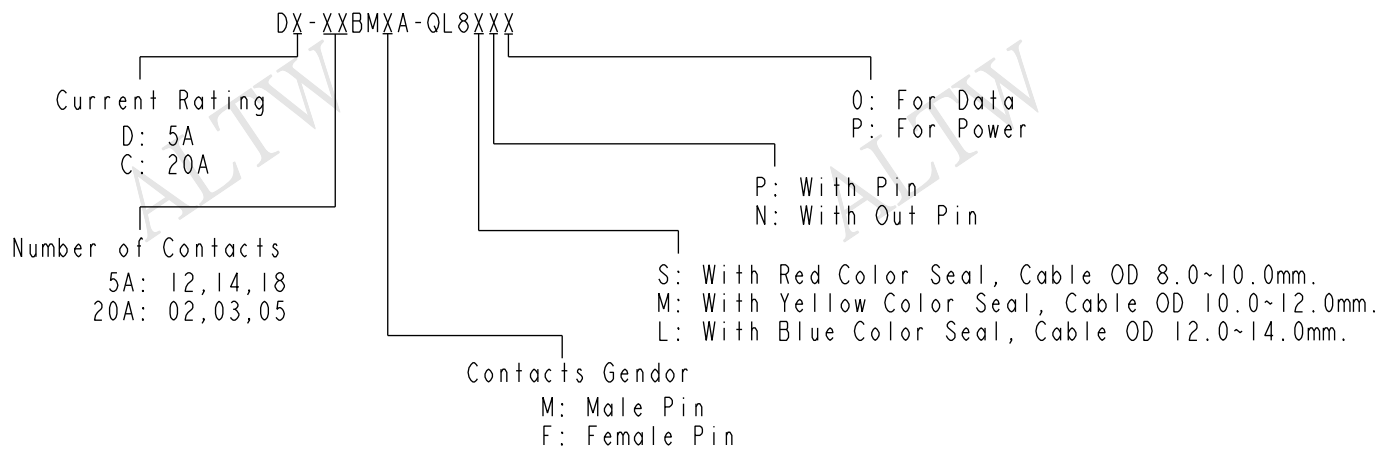 DX-XXBMXA-QL8XXX
Current Rating
D: 5A
C: 20A
Number of Contacts
5A: 12,14,18
20A: 02,03,05
O: For Data
P: For Power
P: With Pin
N: With Out Pin
S: With Red Color Seal, Cable OD 8.0~10.0mm.
M: With Yellow Color Seal, Cable OD 10.0~12.0mm.
L: With Blue Color Seal, Cable OD 12.0~14.0mm.
Contacts Gendor
M: Male Pin
F: Female Pin
ALTW
ALTW